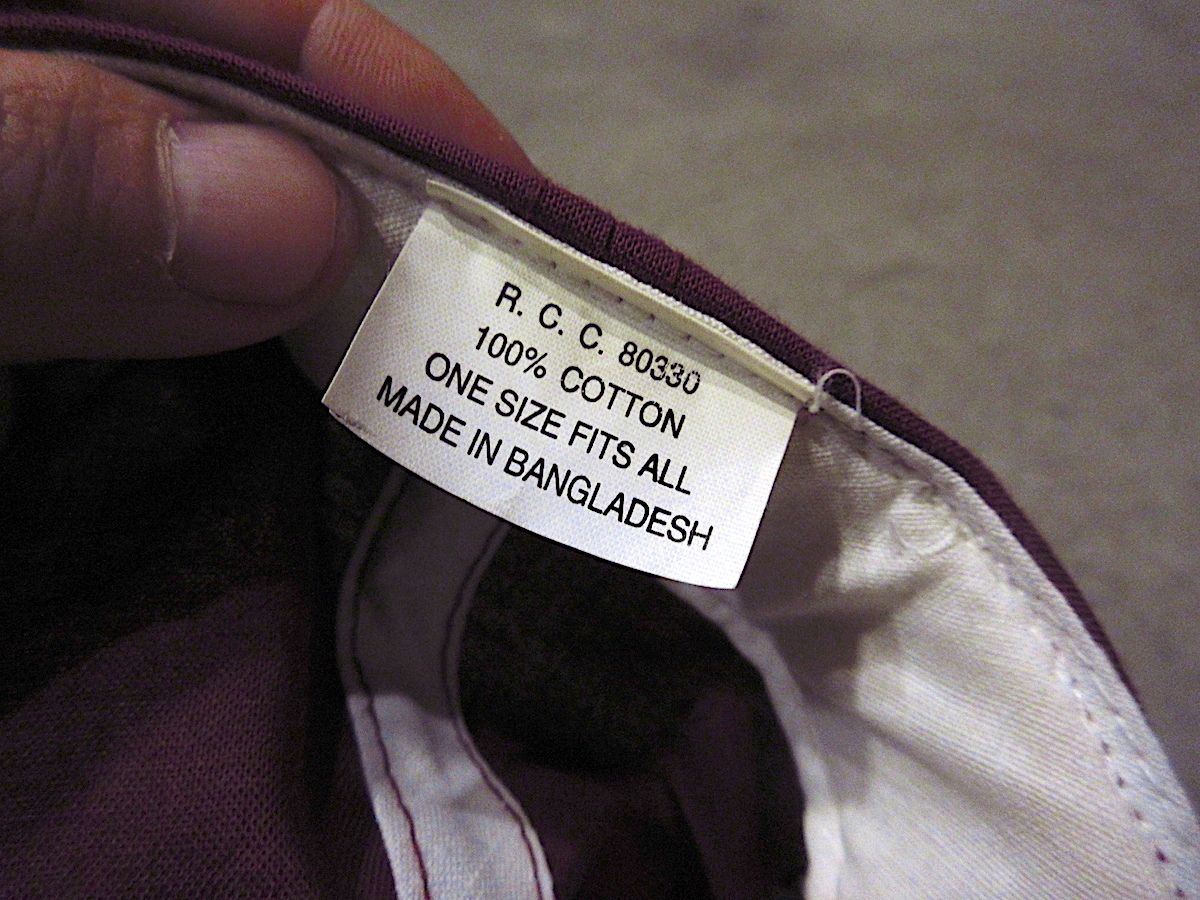 R. C. C. 80330
100% COTTON
ONE SIZE FITS ALL
MADE IN BANGLADESH